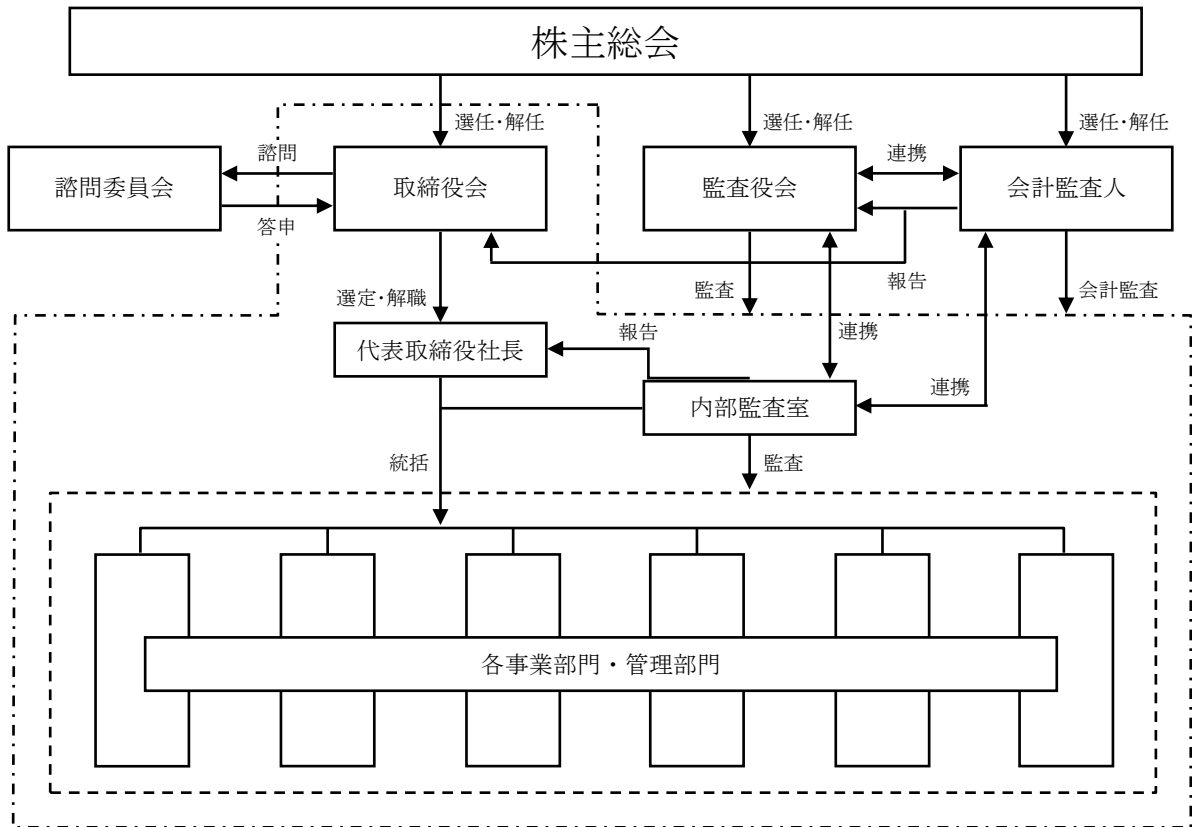 株主総会
選任・解任
選任・解任
選任・解任
諮問委員会
諮問
答申
取締役会
監査役会
連携
会計監査人
報告
選定・解職
監査
会計監査
代表取締役社長
報告
連携
内部監査室
連携
統括
監査
各事業部門・管理部門